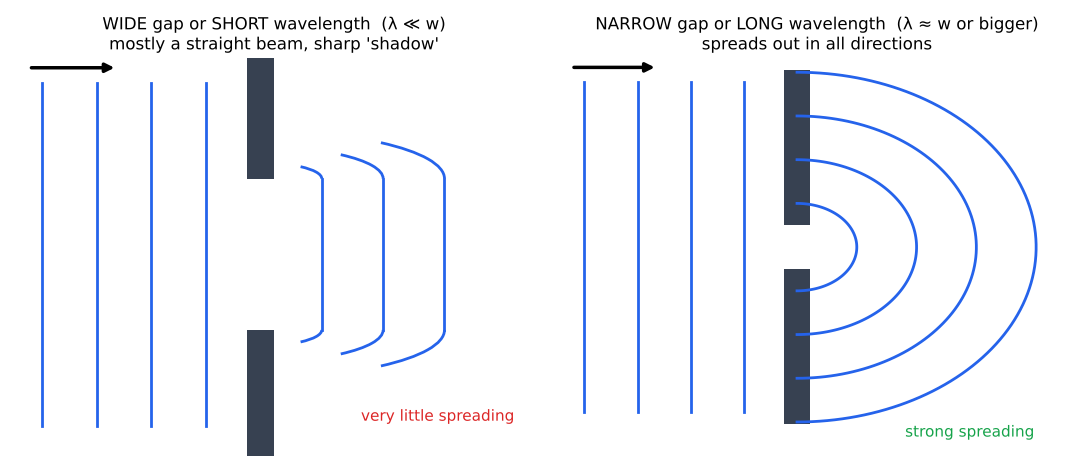 WIDE gap or SHORT wavelength (λ ≪ w)
mostly a straight beam, sharp 'shadow'
very little spreading
NARROW gap or LONG wavelength (λ ≈ w or bigger)
spreads out in all directions
strong spreading